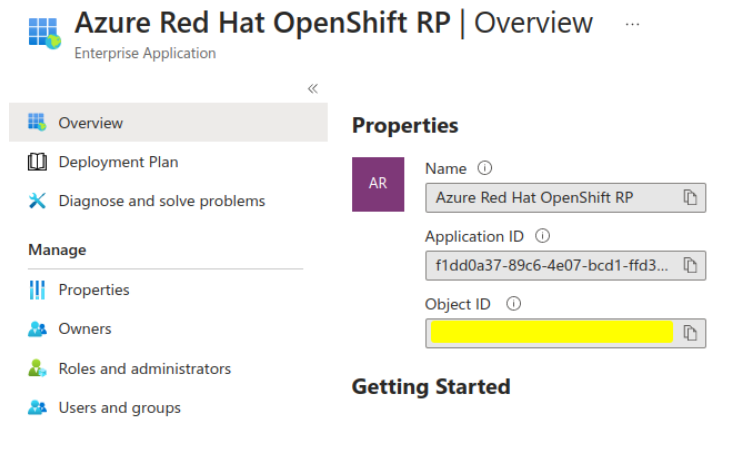 Azure Red Hat OpenShift RP | Overview ...
Enterprise Application
«
Overview
Deployment Plan
Diagnose and solve problems
Manage
Properties
Owners
Roles and administrators
Users and groups
Properties
AR
Name
Azure Red Hat OpenShift RP
Application ID
f1dd0a37-89c6-4e07-bcd1-ffd3...
Object ID
Getting Started